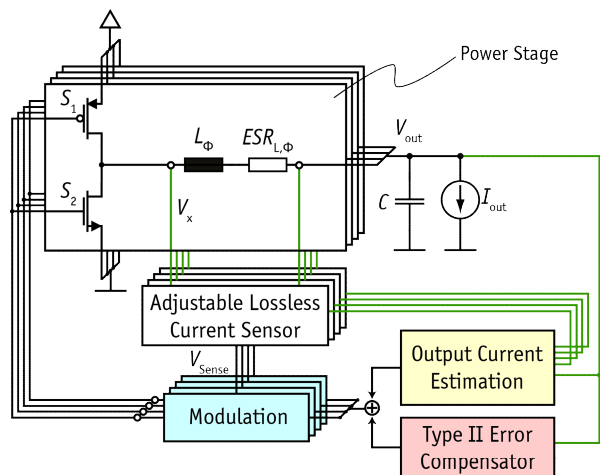 Power Stage
S1
LΦ
ESRL,Φ
Vout
S2
Vx
C
Iout
Adjustable Lossless
Current Sensor
VSense
Output Current
Estimation
Modulation
Type II Error
Compensator